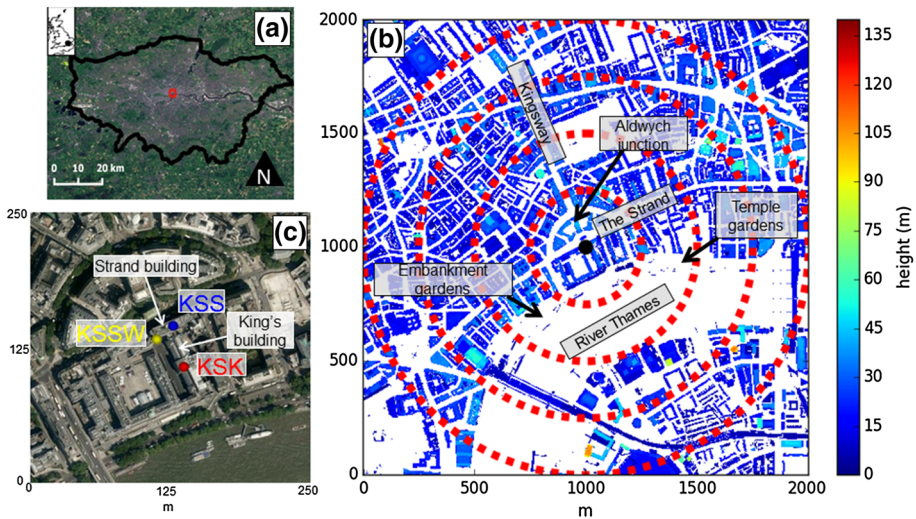 (a)
0 10 20 km
N
250
(c)
Strand building
KSS
KSSW
King's
building
KSK
125
0
0 125 250
m
2000
(b)
Kingsway
Aldwych
junction
1500
The Strand
Temple
gardens
1000
Embankment
gardens
River Thames
500
0
0 500 1000 1500 2000
m
135
120
105
90
75
60
45
30
15
0
height (m)